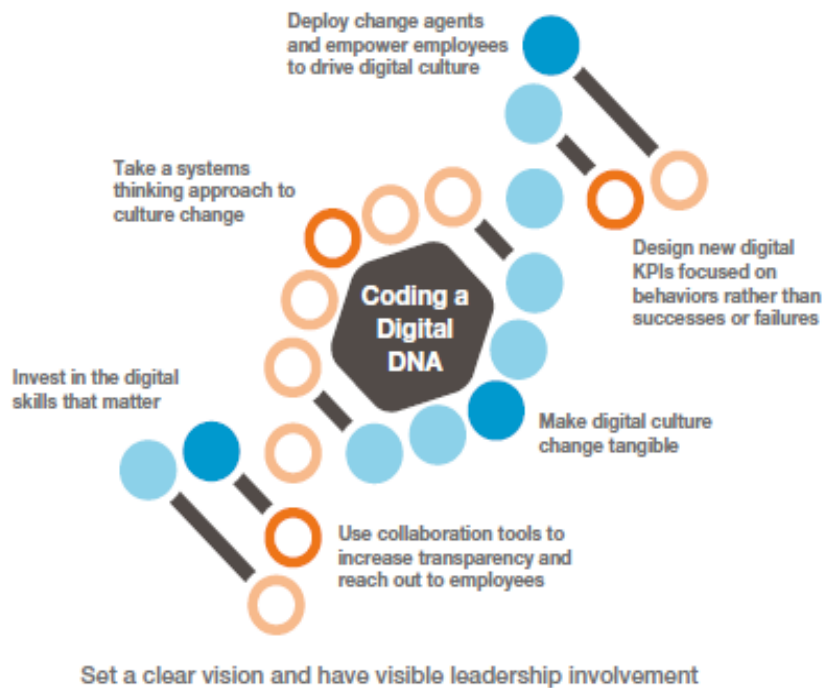 Deploy change agents
and empower employees
to drive digital culture
Take a systems
thinking approach to
culture change
Design new digital
KPIs focused on
behaviors rather than
successes or failures
Coding a
Digital
DNA
Invest in the digital
skills that matter
Make digital culture
change tangible
Use collaboration tools to
increase transparency and
reach out to employees
Set a clear vision and have visible leadership involvement